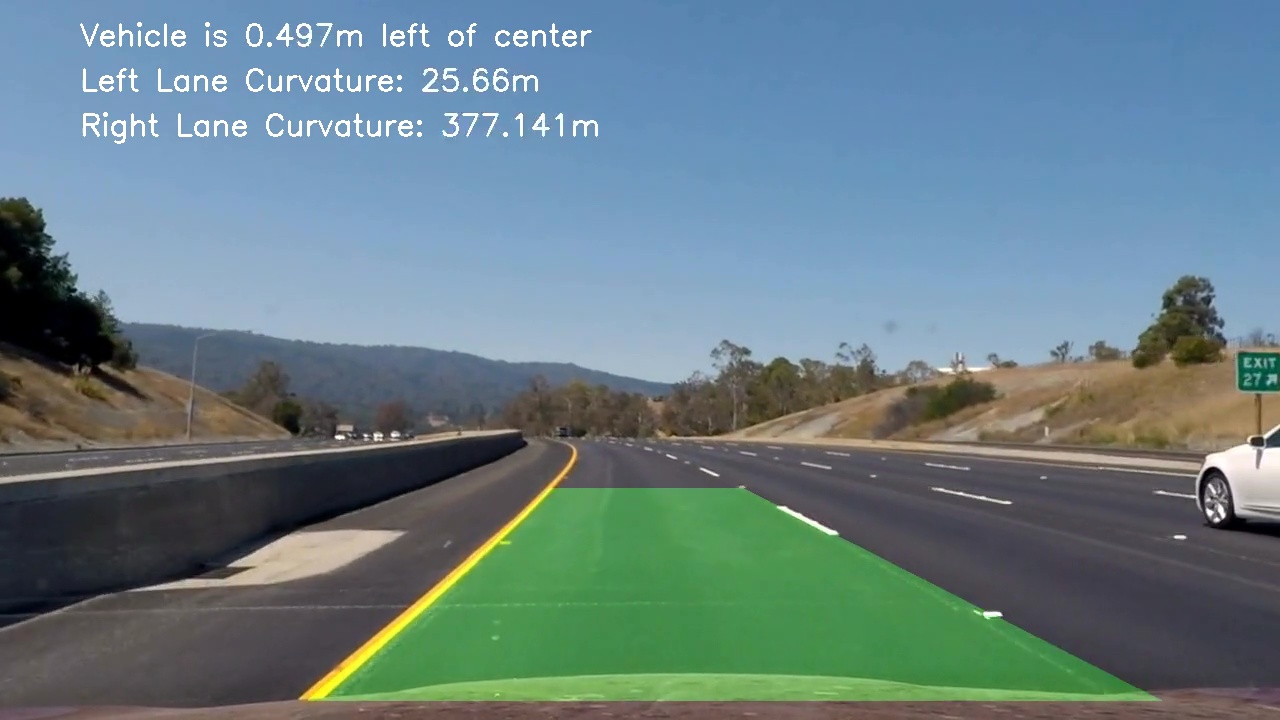 Vehicle is 0.497m left of center
Left Lane Curvature: 25.66m
Right Lane Curvature: 377.141m
EXIT
27